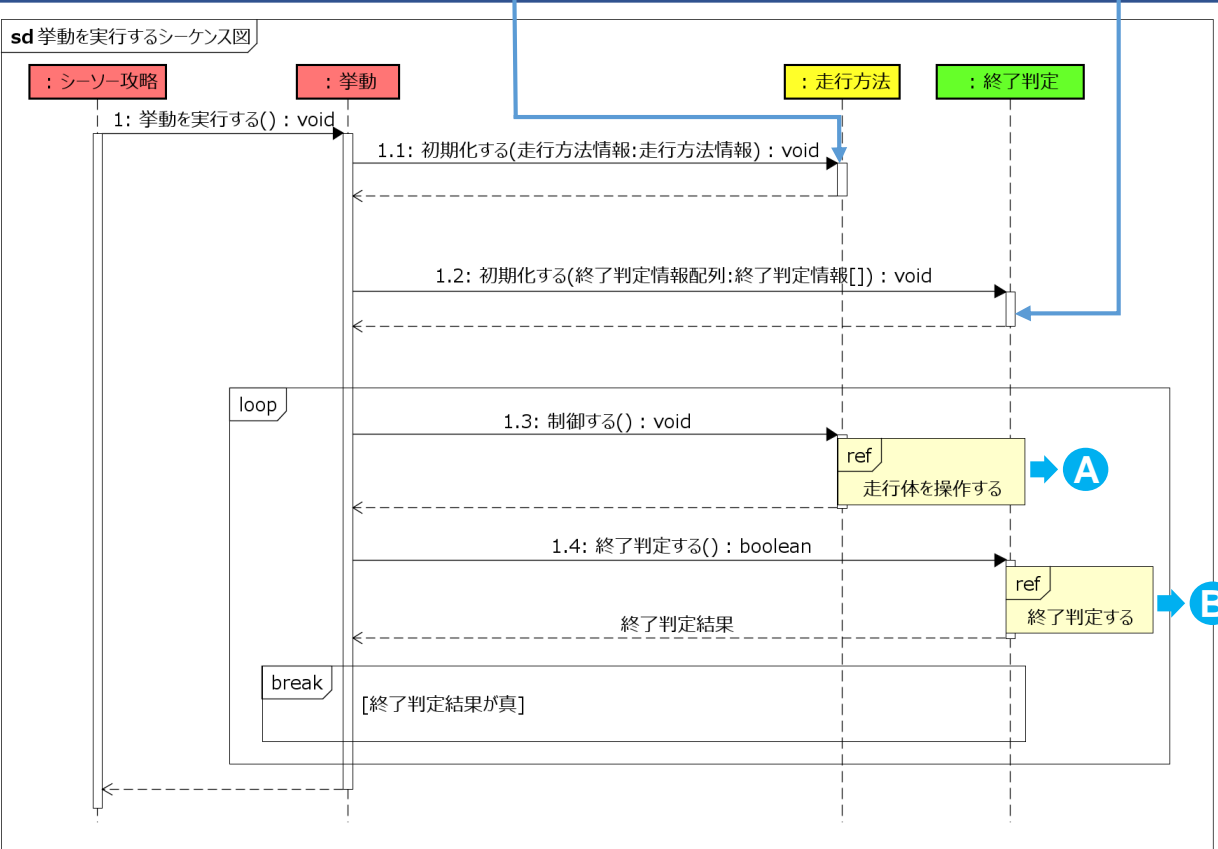 sd 挙動を実行するシーケンス図
: シーソー攻略
: 挙動
: 走行方法
: 終了判定
1: 挙動を実行する() : void
1.1: 初期化する(走行方法情報:走行方法情報) : void
1.2: 初期化する(終了判定情報配列:終了判定情報[]) : void
loop
1.3: 制御する() : void
ref
走行体を操作する
A
1.4: 終了判定する() : boolean
ref
終了判定する
B
終了判定結果
break
[終了判定結果が真]